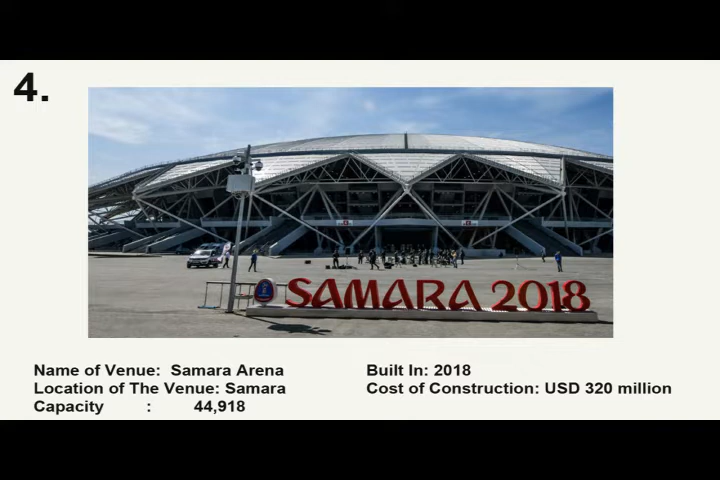 4.
SAMARA 2018
Name of Venue: Samara Arena
Location of The Venue: Samara
Capacity : 44,918
Built In: 2018
Cost of Construction: USD 320 million